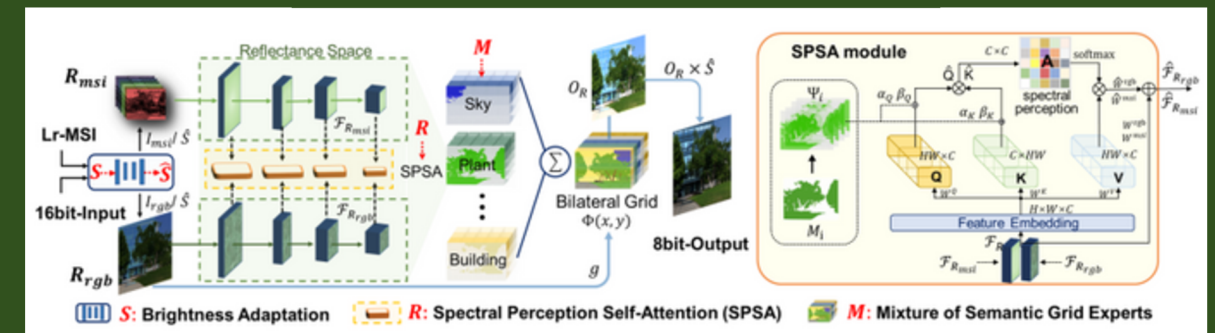 Reflectance Space
R_msi
Lr-MSI
I_msi / Ŝ
S
Ŝ
16bit-Input
I_rgb / Ŝ
R_rgb
ℱ_R_msi
ℱ_R_rgb
R
SPSA
M
Sky
Plant
Building
Σ
O_R
O_R × Ŝ
Bilateral Grid
Φ(x, y)
g
8bit-Output
SPSA module
Ψ_i
M_i
α_Q β_Q
α_K β_K
Q̂ K̂
C×C
A
softmax
spectral
perception
Ŵ^rgb
Ŵ^msi
W^rgb
W^msi
ℱ̂_R_rgb
ℱ̂_R_msi
HW×C
C×HW
HW×C
Q
K
V
W^Q
W^K
W^V
H×W×C
Feature Embedding
ℱ_R
ℱ_R_msi
ℱ_R_rgb
S: Brightness Adaptation
R: Spectral Perception Self-Attention (SPSA)
M: Mixture of Semantic Grid Experts